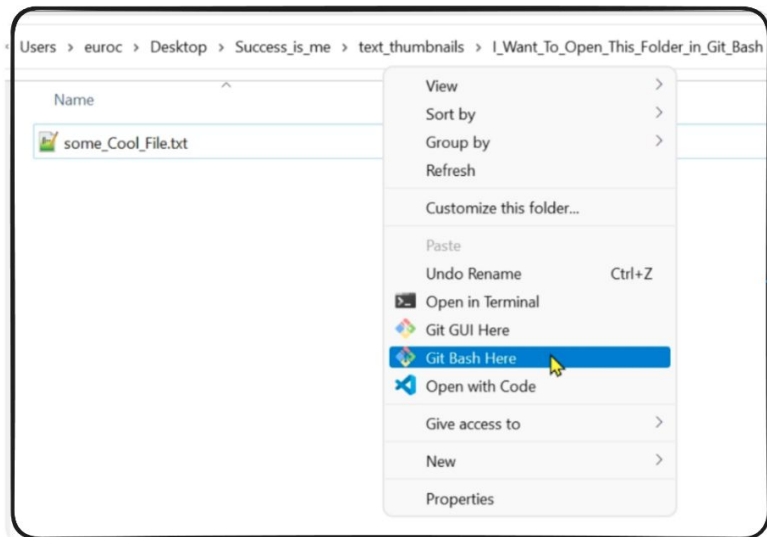 Users > euroc > Desktop > Success_is_me > text_thumbnails > I_Want_To_Open_This_Folder_in_Git_Bash
Name
some_Cool_File.txt
View
Sort by
Group by
Refresh
Customize this folder...
Paste
Undo Rename Ctrl+Z
Open in Terminal
Git GUI Here
Git Bash Here
Open with Code
Give access to
New
Properties